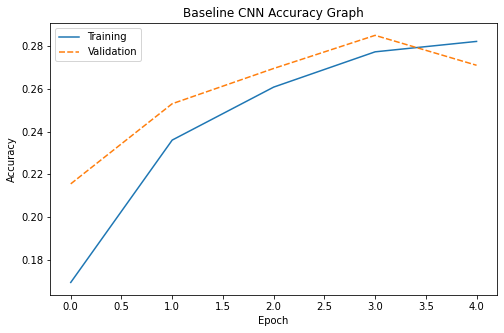 Baseline CNN Accuracy Graph
Training
Validation
0.28
0.26
0.24
0.22
0.20
0.18
Accuracy
0.0 0.5 1.0 1.5 2.0 2.5 3.0 3.5 4.0
Epoch